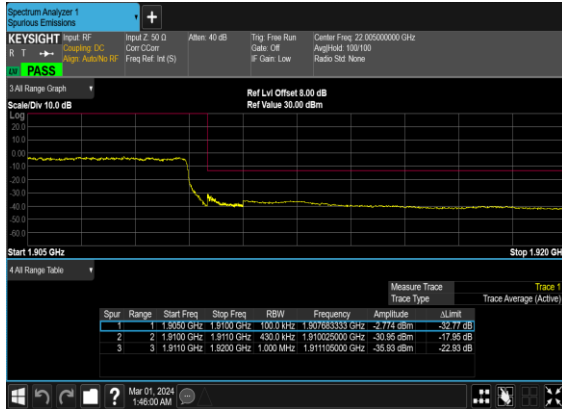 Spectrum Analyzer 1
Spurious Emissions
+
KEYSIGHT Input: RF Input Z: 50 Ω Atten: 40 dB Trig: Free Run Center Freq: 22.005000000 GHz
R T Coupling: DC Corr CCorr Gate: Off Avg|Hold: 100/100
Align: Auto/No RF Freq Ref: Int (S) IF Gain: Low Radio Std: None
LW PASS
3 All Range Graph
Ref Lvl Offset 8.00 dB
Scale/Div 10.0 dB Ref Value 30.00 dBm
Log
20.0
10.0
0.00
-10.0
-20.0
-30.0
-40.0
-50.0
-60.0
Start 1.905 GHz Stop 1.920 GH
4 All Range Table
Measure Trace Trace 1
Trace Type Trace Average (Active)
Spur Range Start Freq Stop Freq RBW Frequency Amplitude ΔLimit
1 1 1.9050 GHz 1.9100 GHz 100.0 kHz 1.907683333 GHz -2.774 dBm -32.77 dB
2 2 1.9100 GHz 1.9110 GHz 430.0 kHz 1.910025000 GHz -30.95 dBm -17.95 dB
3 3 1.9110 GHz 1.9200 GHz 1.000 MHz 1.911105000 GHz -35.93 dBm -22.93 dB
? Mar 01, 2024
1:46:00 AM